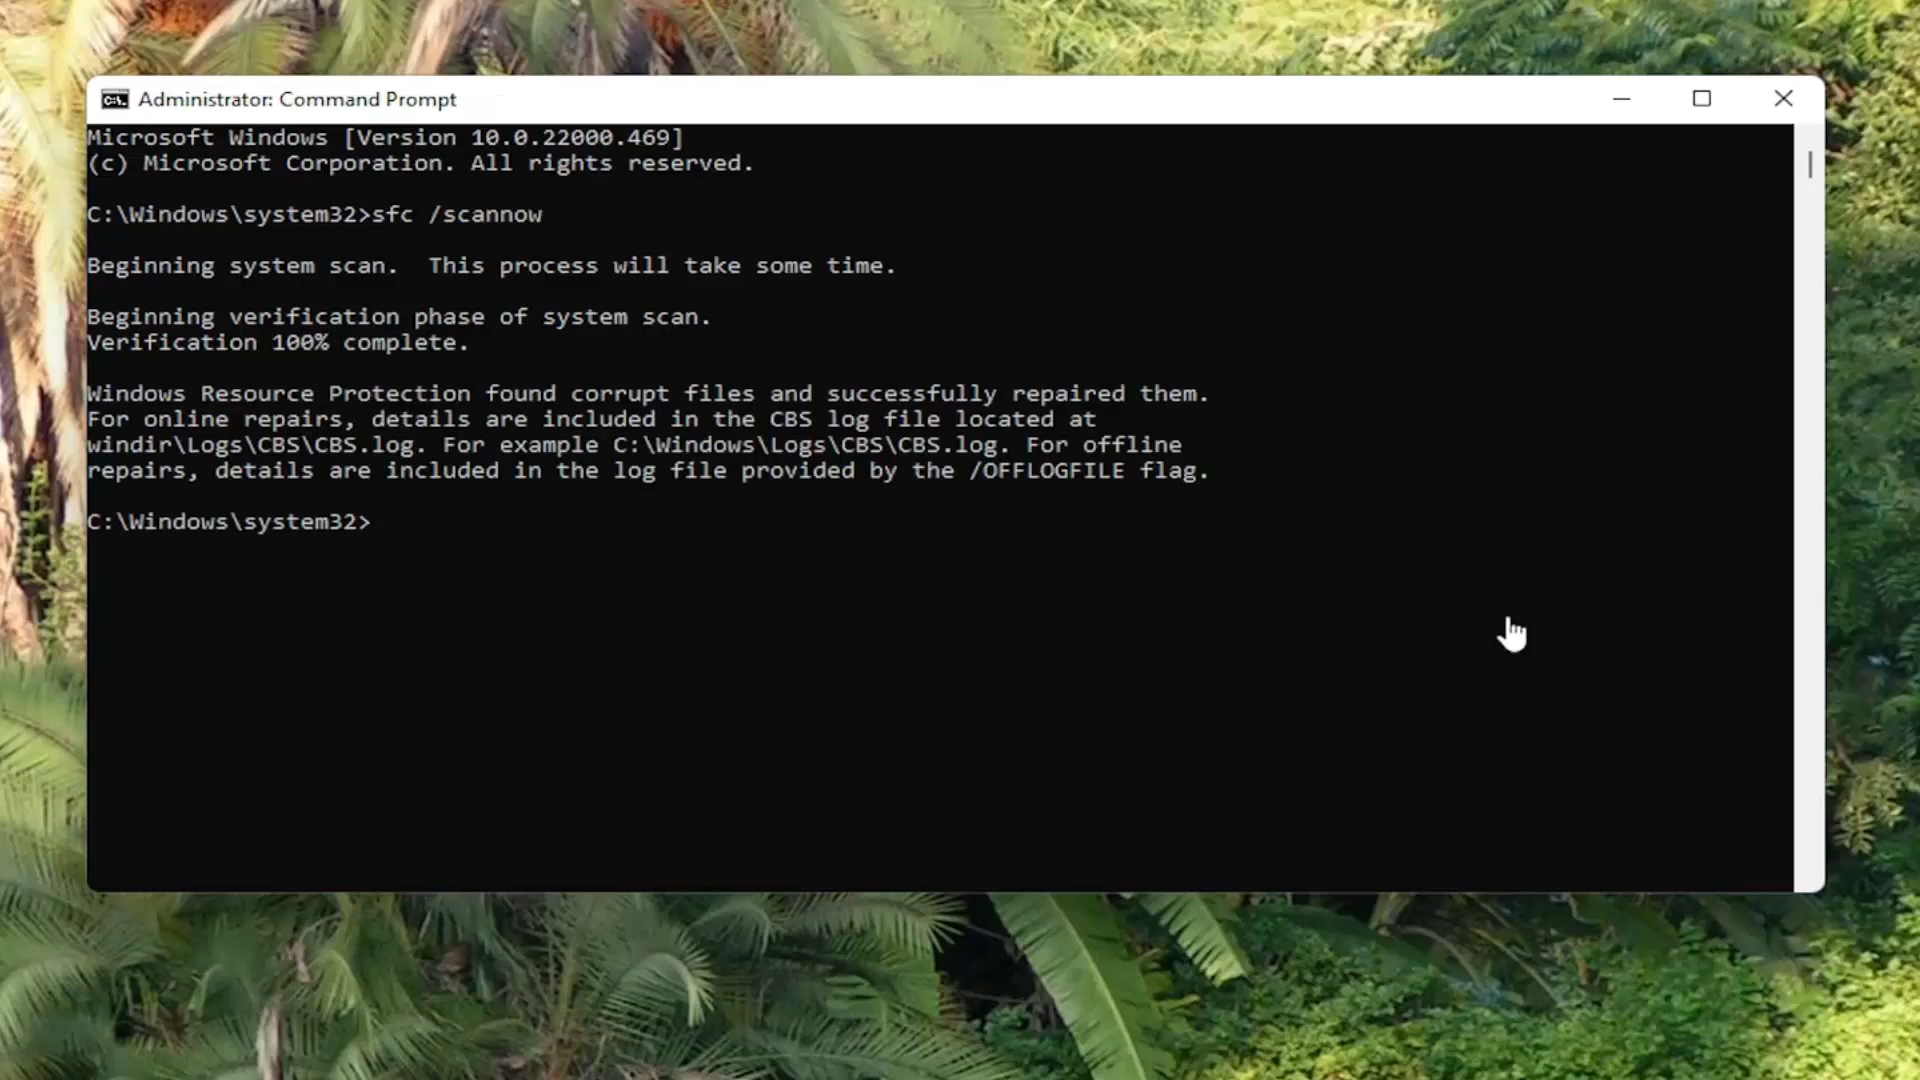 Administrator: Command Prompt
Microsoft Windows [Version 10.0.22000.469]
(c) Microsoft Corporation. All rights reserved.
C:\Windows\system32>sfc /scannow
Beginning system scan.  This process will take some time.
Beginning verification phase of system scan.
Verification 100% complete.
Windows Resource Protection found corrupt files and successfully repaired them.
For online repairs, details are included in the CBS log file located at
windir\Logs\CBS\CBS.log. For example C:\Windows\Logs\CBS\CBS.log. For offline
repairs, details are included in the log file provided by the /OFFLOGFILE flag.
C:\Windows\system32>